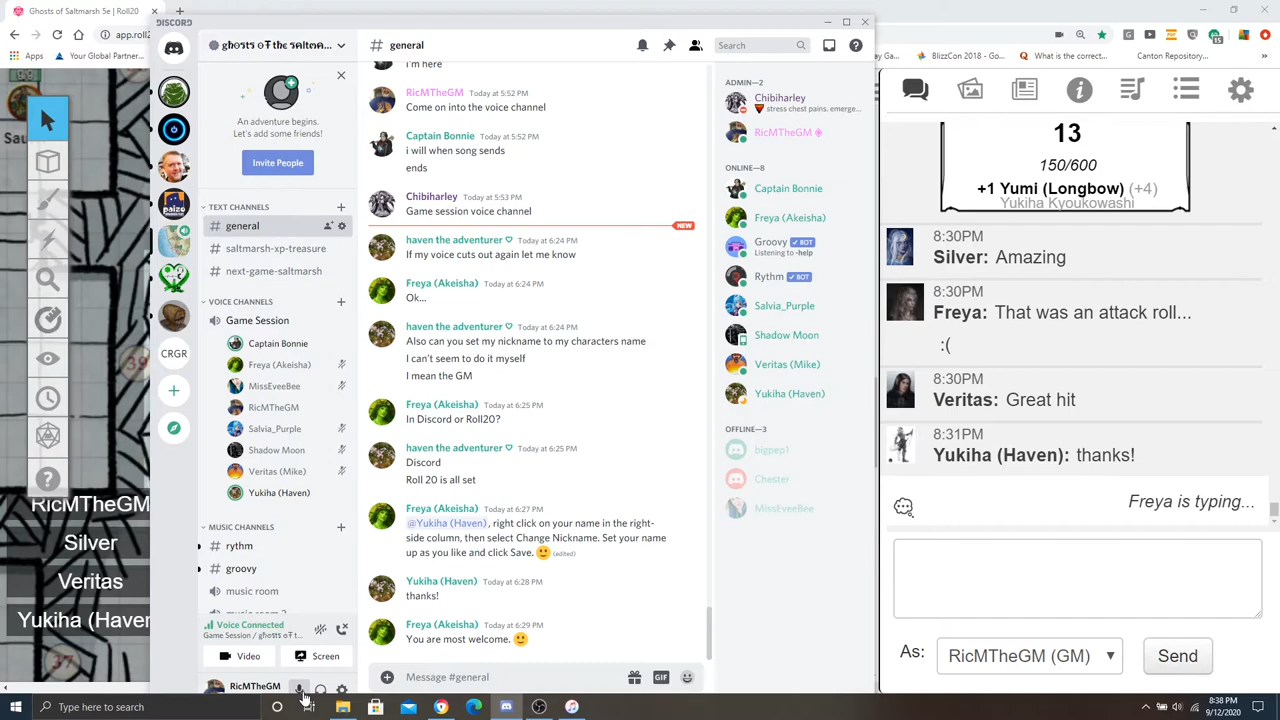 Ghosts of Saltmarsh 5e | Roll20
DISCORD
app.roll2
Apps
Your Global Partner...
BlizzCon 2018 - Go...
What is the correct...
Canton Repository...
general
Search
An adventure begins.
Let's add some friends!
Invite People
TEXT CHANNELS
general
saltmarsh-xp-treasure
next-game-saltmarsh
VOICE CHANNELS
Game Session
Captain Bonnie
Freya (Akeisha)
MissEveeBee
RicMTheGM
Salvia_Purple
Shadow Moon
Veritas (Mike)
Yukiha (Haven)
MUSIC CHANNELS
rythm
groovy
music room
Voice Connected
Video
Screen
RicMTheGM
CRGR
paizo
39
37
RicMTheGM
Silver
Veritas
Yukiha (Haven
i'm here
RicMTheGM Today at 5:52 PM
Come on into the voice channel
Captain Bonnie Today at 5:52 PM
i will when song sends
ends
Chibiharley Today at 5:53 PM
Game session voice channel
NEW
haven the adventurer Today at 6:24 PM
If my voice cuts out again let me know
Freya (Akeisha) Today at 6:24 PM
Ok...
haven the adventurer Today at 6:24 PM
Also can you set my nickname to my characters name
I can't seem to do it myself
I mean the GM
Freya (Akeisha) Today at 6:25 PM
In Discord or Roll20?
haven the adventurer Today at 6:25 PM
Discord
Roll 20 is all set
Freya (Akeisha) Today at 6:27 PM
@Yukiha (Haven), right click on your name in the right-
side column, then select Change Nickname. Set your name
up as you like and click Save. (edited)
Yukiha (Haven) Today at 6:28 PM
thanks!
Freya (Akeisha) Today at 6:29 PM
You are most welcome.
Message #general
GIF
ADMIN—2
Chibiharley
stress chest pains. emerge...
RicMTheGM
ONLINE—8
Captain Bonnie
Freya (Akeisha)
Groovy BOT
Listening to -help
Rythm BOT
Salvia_Purple
Shadow Moon
Veritas (Mike)
Yukiha (Haven)
OFFLINE—3
bigpep1
Chester
MissEveeBee
13
150/600
+1 Yumi (Longbow) (+4)
Yukiha Kyoukowashi
8:30PM
Silver: Amazing
8:30PM
Freya: That was an attack roll...
:(
8:30PM
Veritas: Great hit
8:31PM
Yukiha (Haven): thanks!
Freya is typing...
As:
RicMTheGM (GM)
Send
Type here to search
8:38 PM
9/12/2020